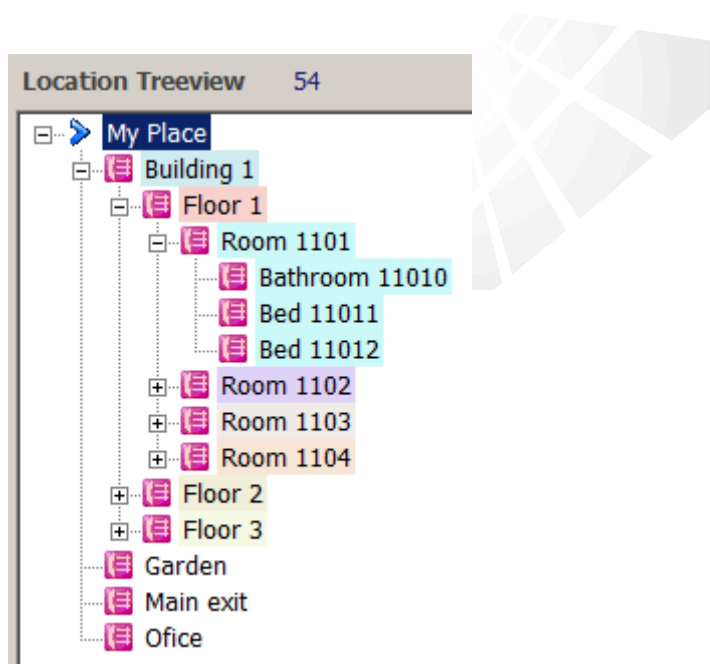 Location Treeview 54
My Place
Building 1
Floor 1
Room 1101
Bathroom 11010
Bed 11011
Bed 11012
Room 1102
Room 1103
Room 1104
Floor 2
Floor 3
Garden
Main exit
Ofice